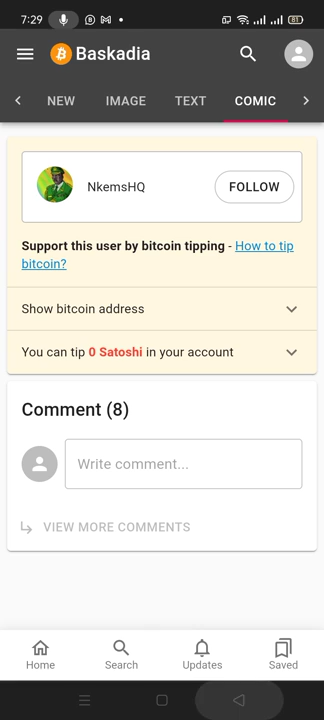 7:29
81
Baskadia
NEW IMAGE TEXT COMIC
NkemsHQ
FOLLOW
Support this user by bitcoin tipping - How to tip
bitcoin?
Show bitcoin address
You can tip 0 Satoshi in your account
Comment (8)
Write comment...
VIEW MORE COMMENTS
Home Search Updates Saved